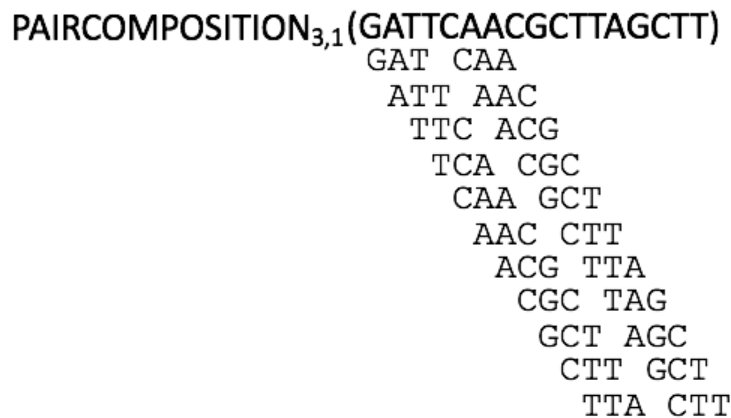 PAIRCOMPOSITION3,1(GATTCAACGCTTAGCTT)
GAT CAA
ATT AAC
TTC ACG
TCA CGC
CAA GCT
AAC CTT
ACG TTA
CGC TAG
GCT AGC
CTT GCT
TTA CTT